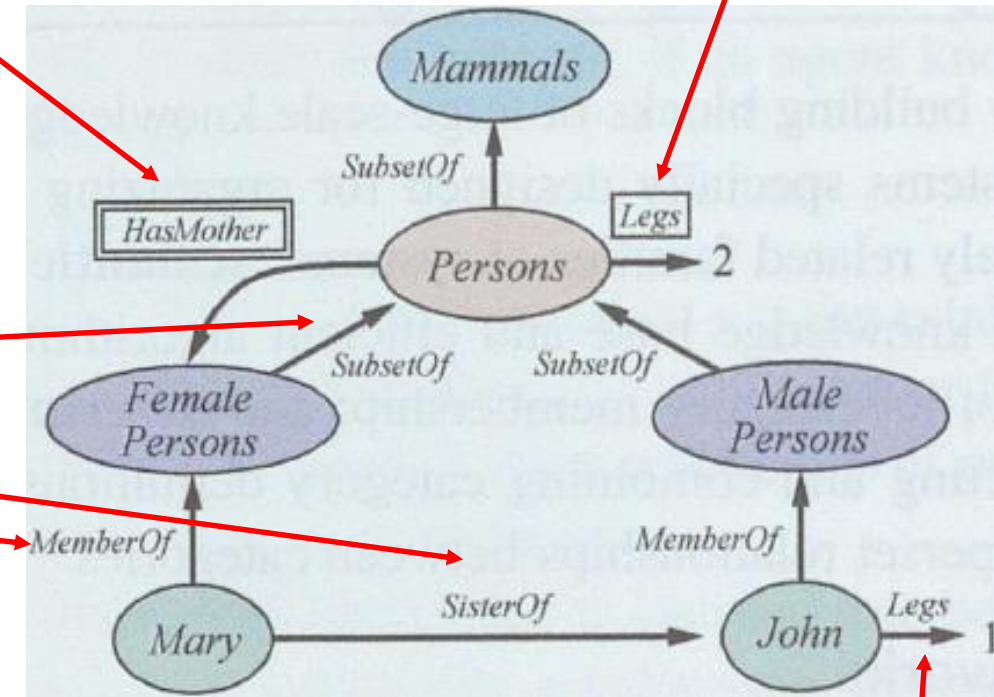 Mammals
SubsetOf
HasMother
Legs
Persons
2
SubsetOf
SubsetOf
Female
Persons
Male
Persons
MemberOf
MemberOf
Mary
SisterOf
John
Legs
1